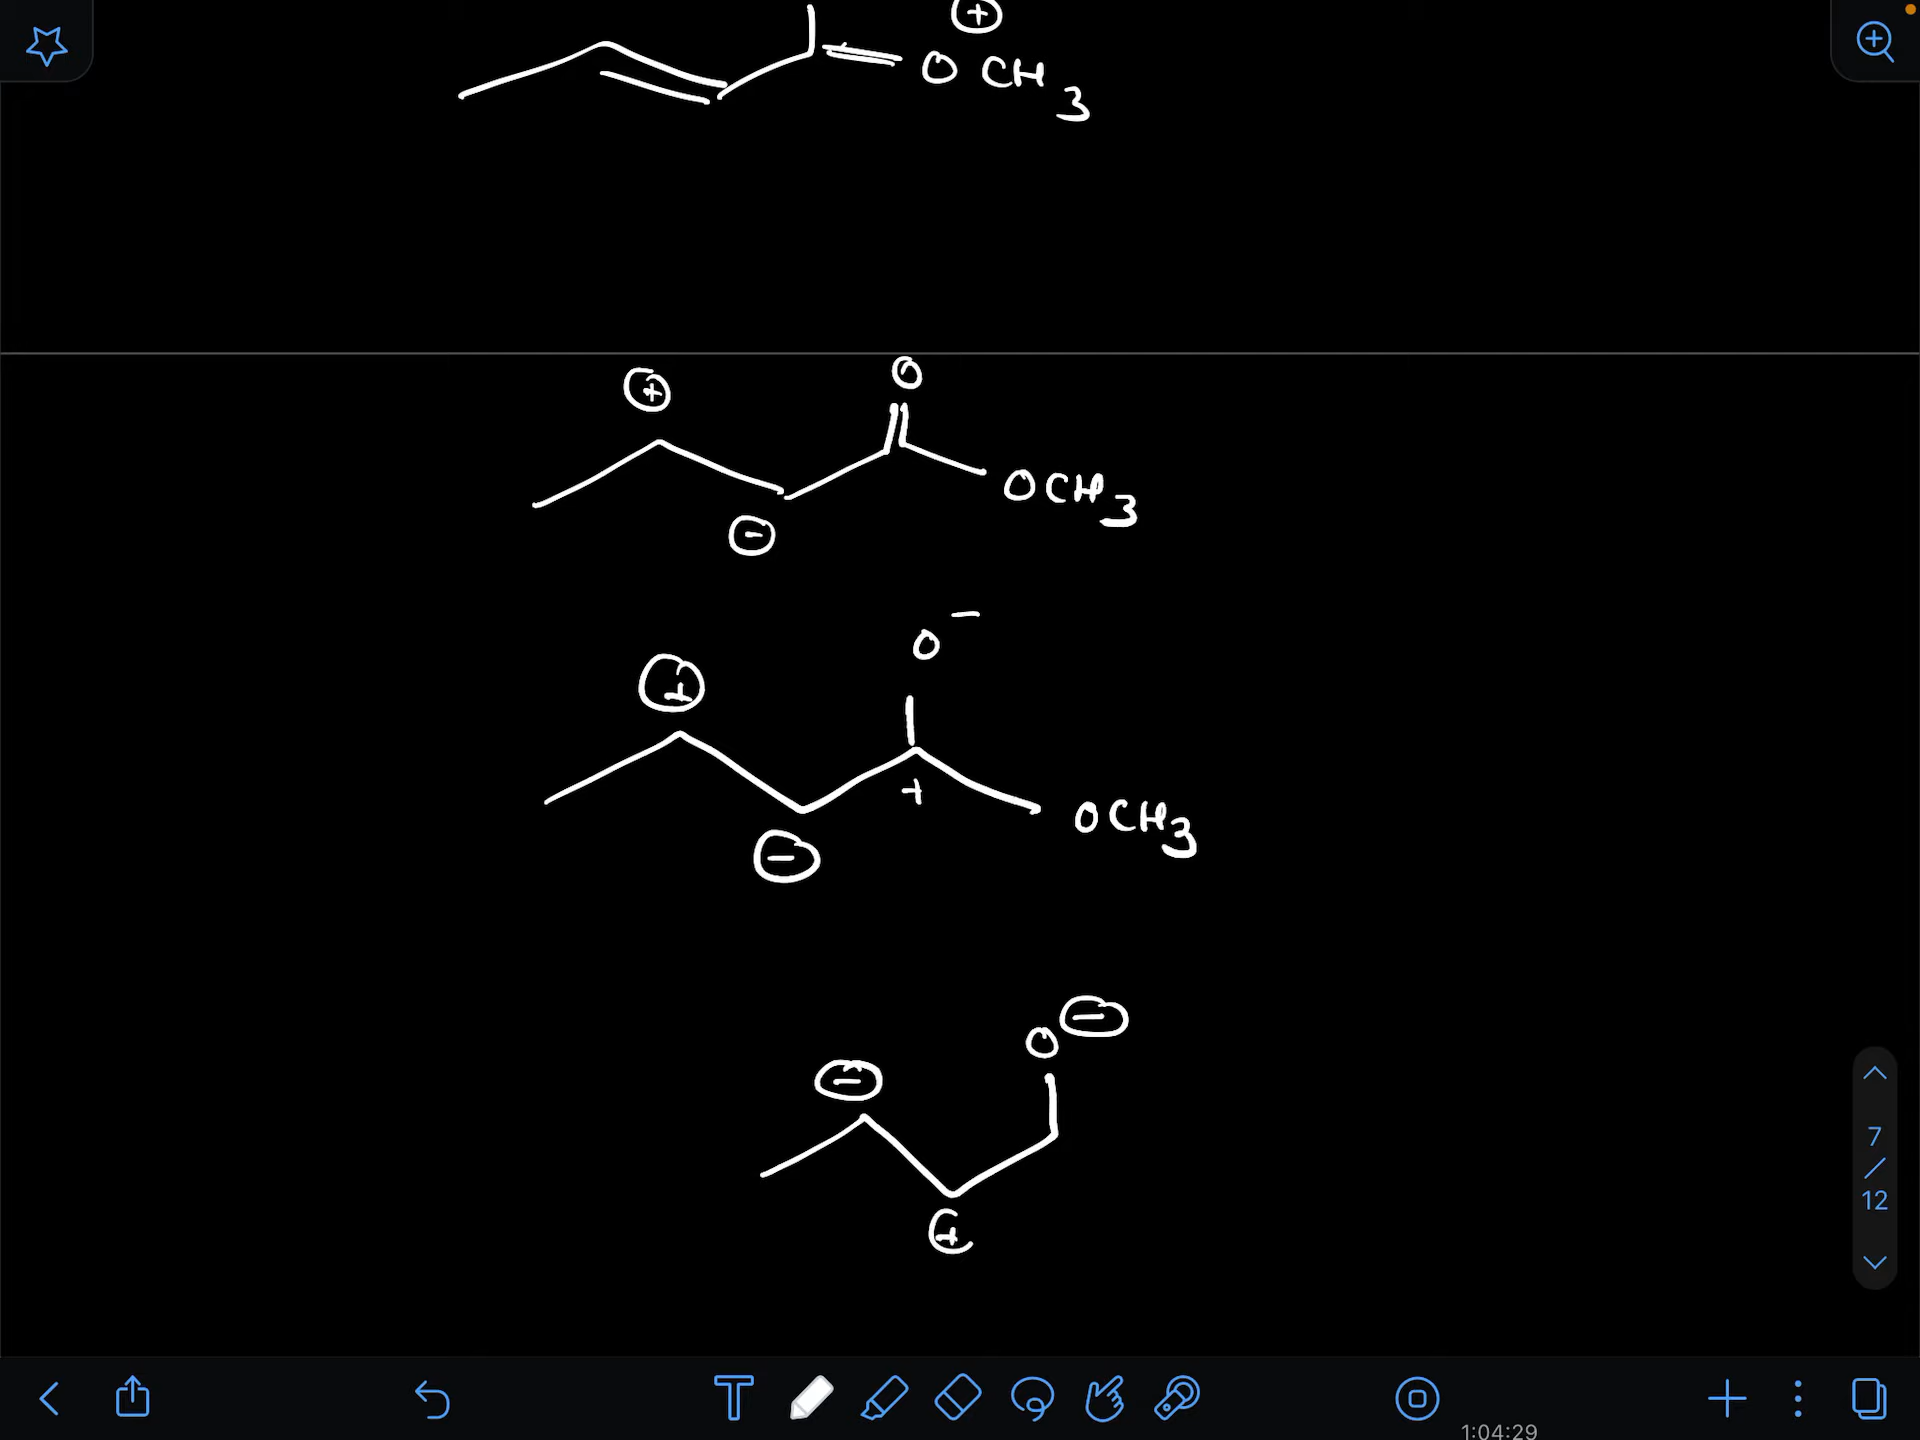 +
O CH3
+
O
OCH3
-
O-
+
+
OCH3
-
O-
-
+
7
/
12
T
1:04:29